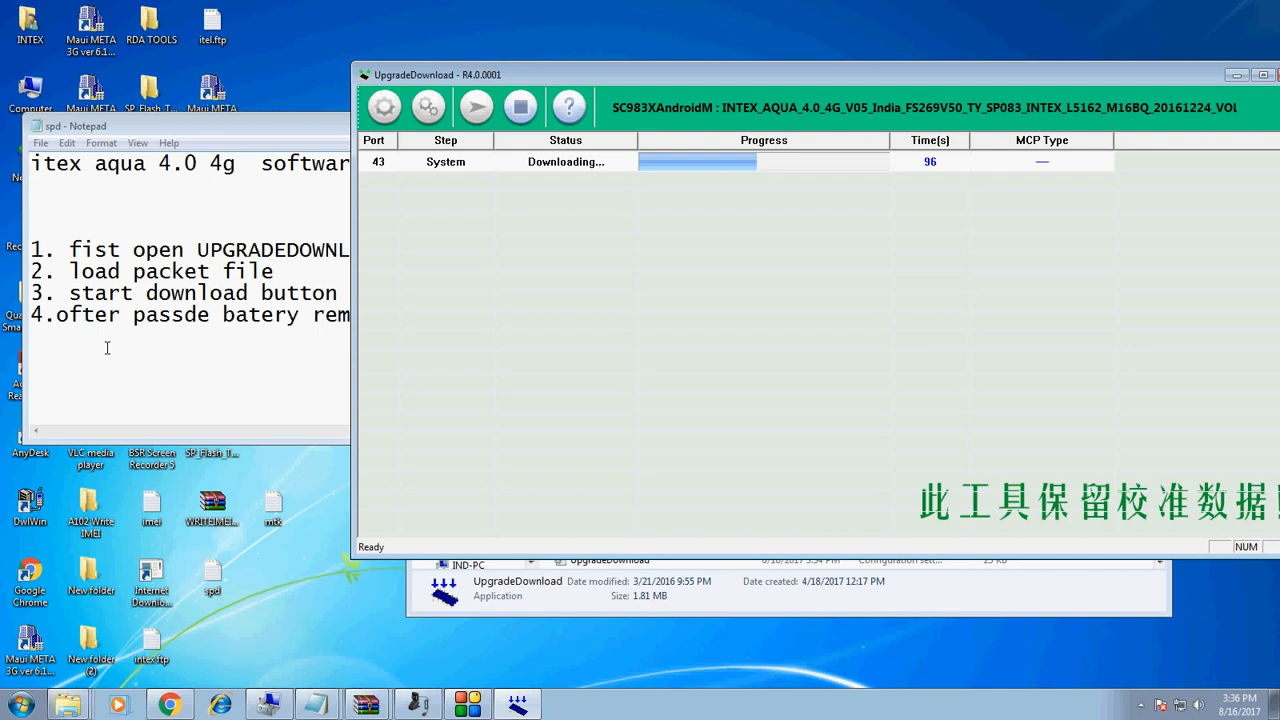 INTEX
Maui META
3G ver 6.1...
RDA TOOLS
itel.ftp
Computer
Maui META
SP_Flash_T...
Maui META
spd - Notepad
File Edit Format View Help
itex aqua 4.0 4g softwar
1. fist open UPGRADEDOWNL
2. load packet file
3. start download button
4.ofter passde batery rem
UpgradeDownload - R4.0.0001
SC983XAndroidM : INTEX_AQUA_4.0_4G_V05_India_FS269V50_TY_SP083_INTEX_L5162_M16BQ_20161224_VOL
Port Step Status Progress Time(s) MCP Type
43 System Downloading... 96 —
此工具保留校准数据!
Ready
NUM
IND-PC
UpgradeDownload
UpgradeDownload Date modified: 3/21/2016 9:55 PM Date created: 4/18/2017 12:17 PM
Application Size: 1.81 MB
AnyDesk
VLC media
player
BSR Screen
Recorder 5
SP_Flash_T...
DwlWin
A102 Write
IMEI
imei
WRITEIMEI...
mtk
Google
Chrome
New folder
Internet
Downlo...
spd
Maui META
3G ver 6.1...
New folder
(2)
intex ftp
3:36 PM
8/16/2017